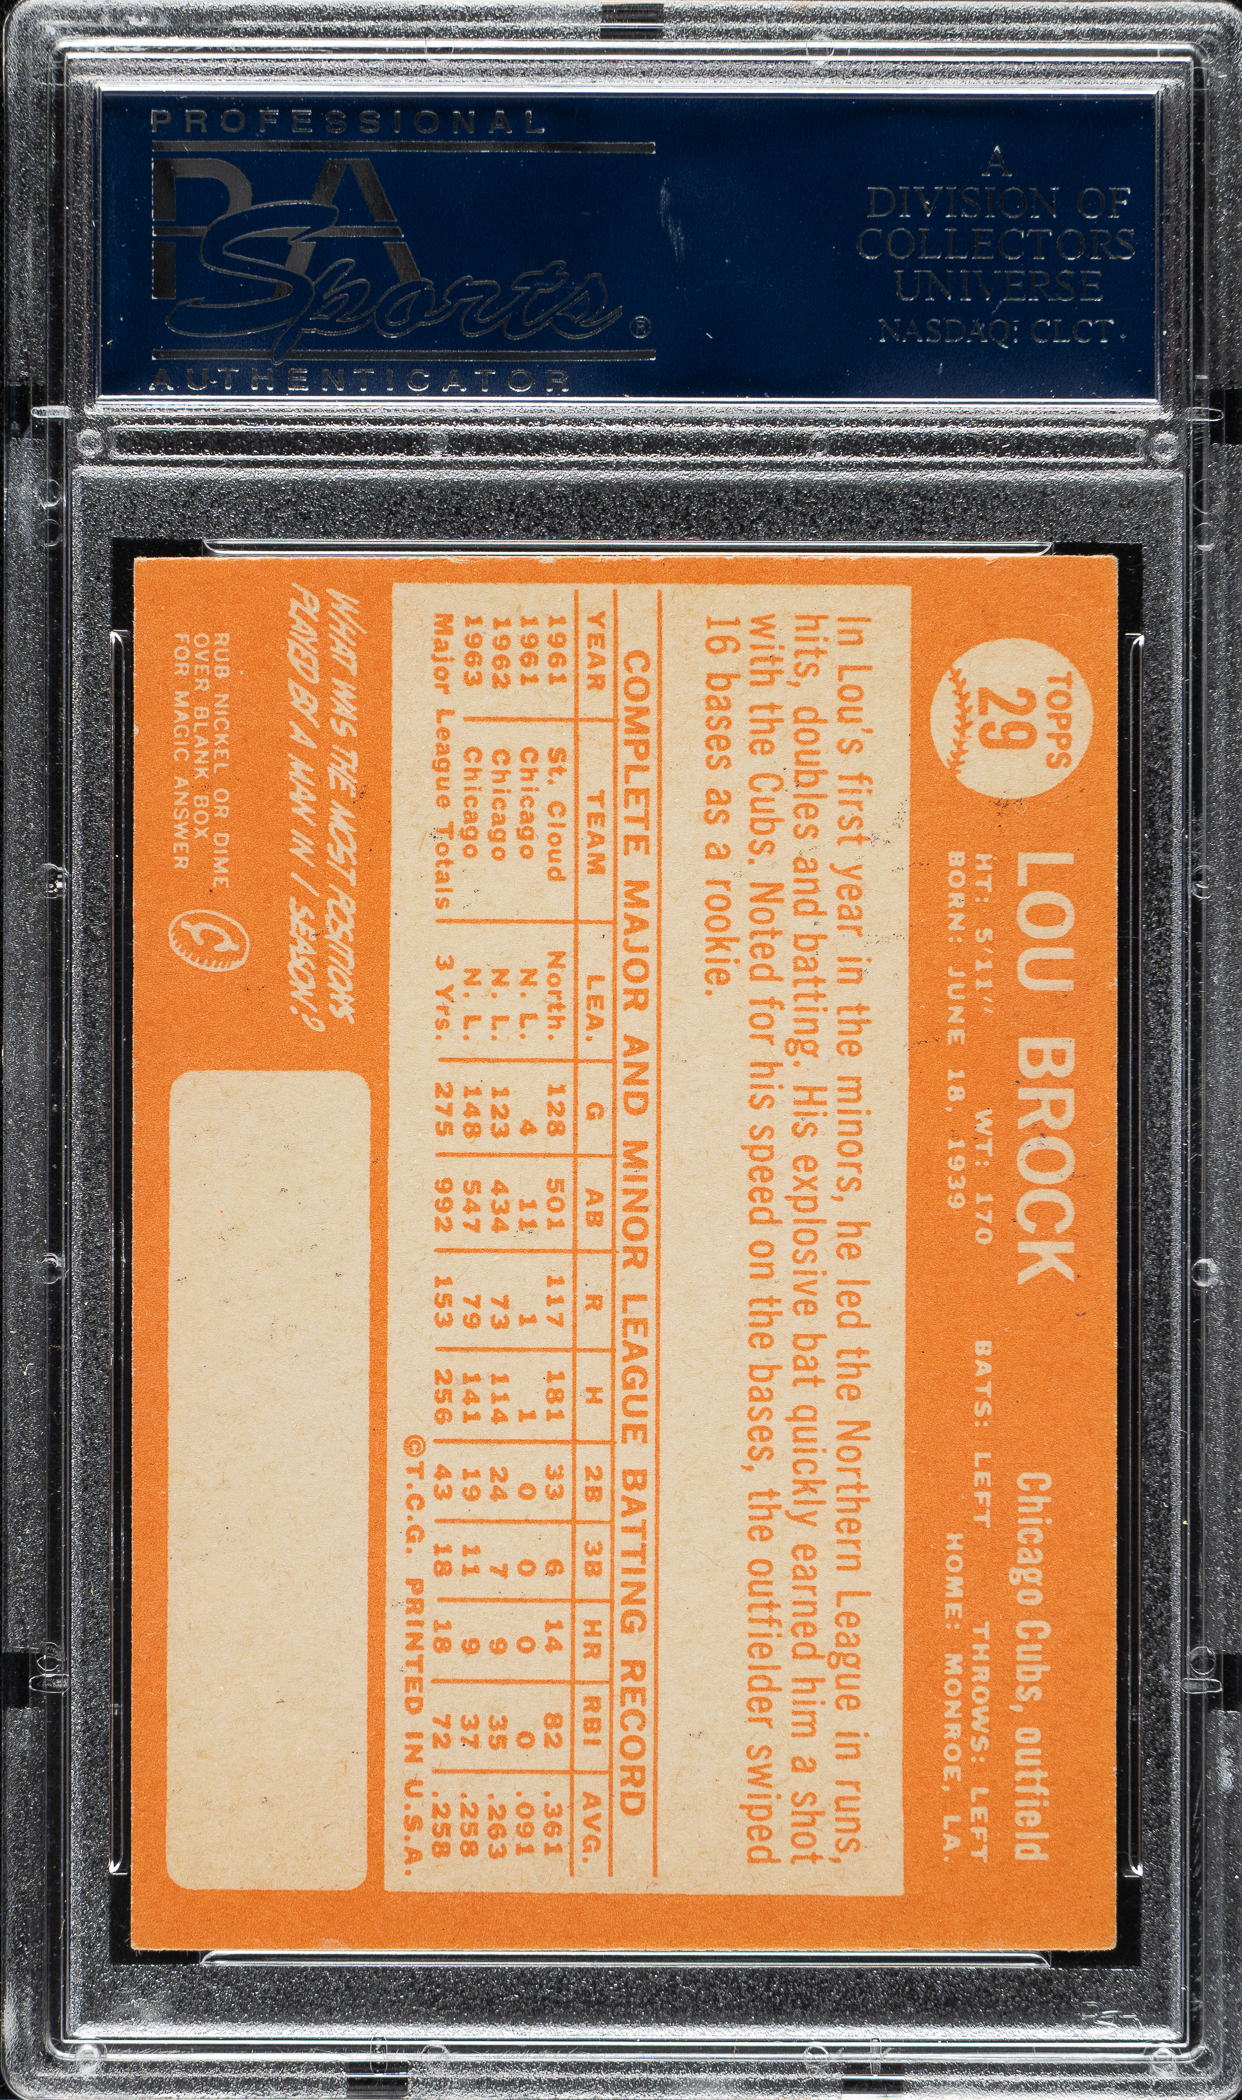 PROFESSIONAL
PSA
Sports®
AUTHENTICATOR
A
DIVISION OF
COLLECTORS
UNIVERSE
NASDAQ: CLCT
TOPPS
29
LOU BROCK
Chicago Cubs, outfield
HT: 5'11" WT: 170 BATS: LEFT THROWS: LEFT
BORN: JUNE 18, 1939 HOME: MONROE, LA.
In Lou's first year in the minors, he led the Northern League in runs,
hits, doubles and batting. His explosive bat quickly earned him a shot
with the Cubs. Noted for his speed on the bases, the outfielder swiped
16 bases as a rookie.
COMPLETE MAJOR AND MINOR LEAGUE BATTING RECORD
YEAR TEAM LEA. G AB R H 2B 3B HR RBI AVG.
1961 St. Cloud North. 128 501 117 181 33 6 14 82 .361
1961 Chicago N. L. 4 11 1 1 0 0 0 0 .091
1962 Chicago N. L. 123 434 73 114 24 7 9 35 .263
1963 Chicago N. L. 148 547 79 141 19 11 9 37 .258
Major League Totals 3 Yrs. 275 992 153 256 43 18 18 72 .258
©T.C.G. PRINTED IN U.S.A.
WHAT WAS THE MOST POSITIONS
PLAYED BY A MAN IN 1 SEASON?
RUB NICKEL OR DIME
OVER BLANK BOX
FOR MAGIC ANSWER